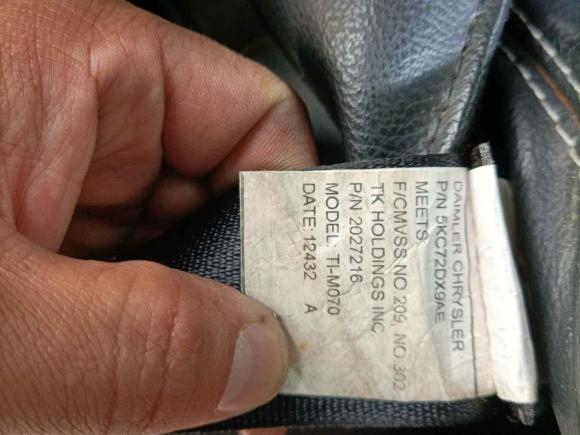 DAIMLER CHRYSLER
P/N 5KC72DX9AE
MEETS
F/CMVSS NO 209, NO 302
TK HOLDINGS INC.
P/N 2027216
MODEL: TI-M070
DATE: 12432 A